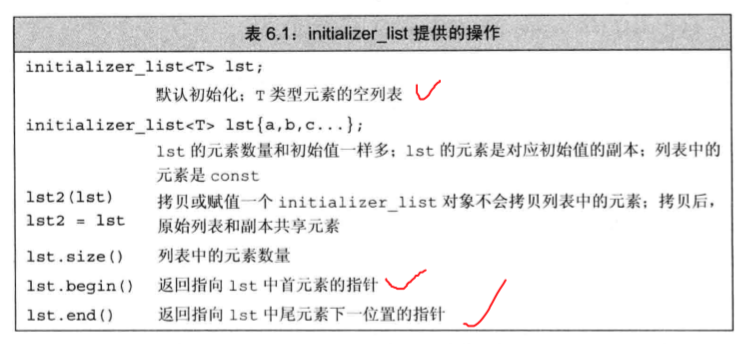 表 6.1：initializer_list 提供的操作
initializer_list<T> lst;
默认初始化；T 类型元素的空列表
initializer_list<T> lst{a,b,c...};
lst 的元素数量和初始值一样多；lst 的元素是对应初始值的副本；列表中的
元素是 const
lst2(lst) 拷贝或赋值一个 initializer_list 对象不会拷贝列表中的元素；拷贝后，
lst2 = lst 原始列表和副本共享元素
lst.size() 列表中的元素数量
lst.begin() 返回指向 lst 中首元素的指针
lst.end() 返回指向 lst 中尾元素下一位置的指针